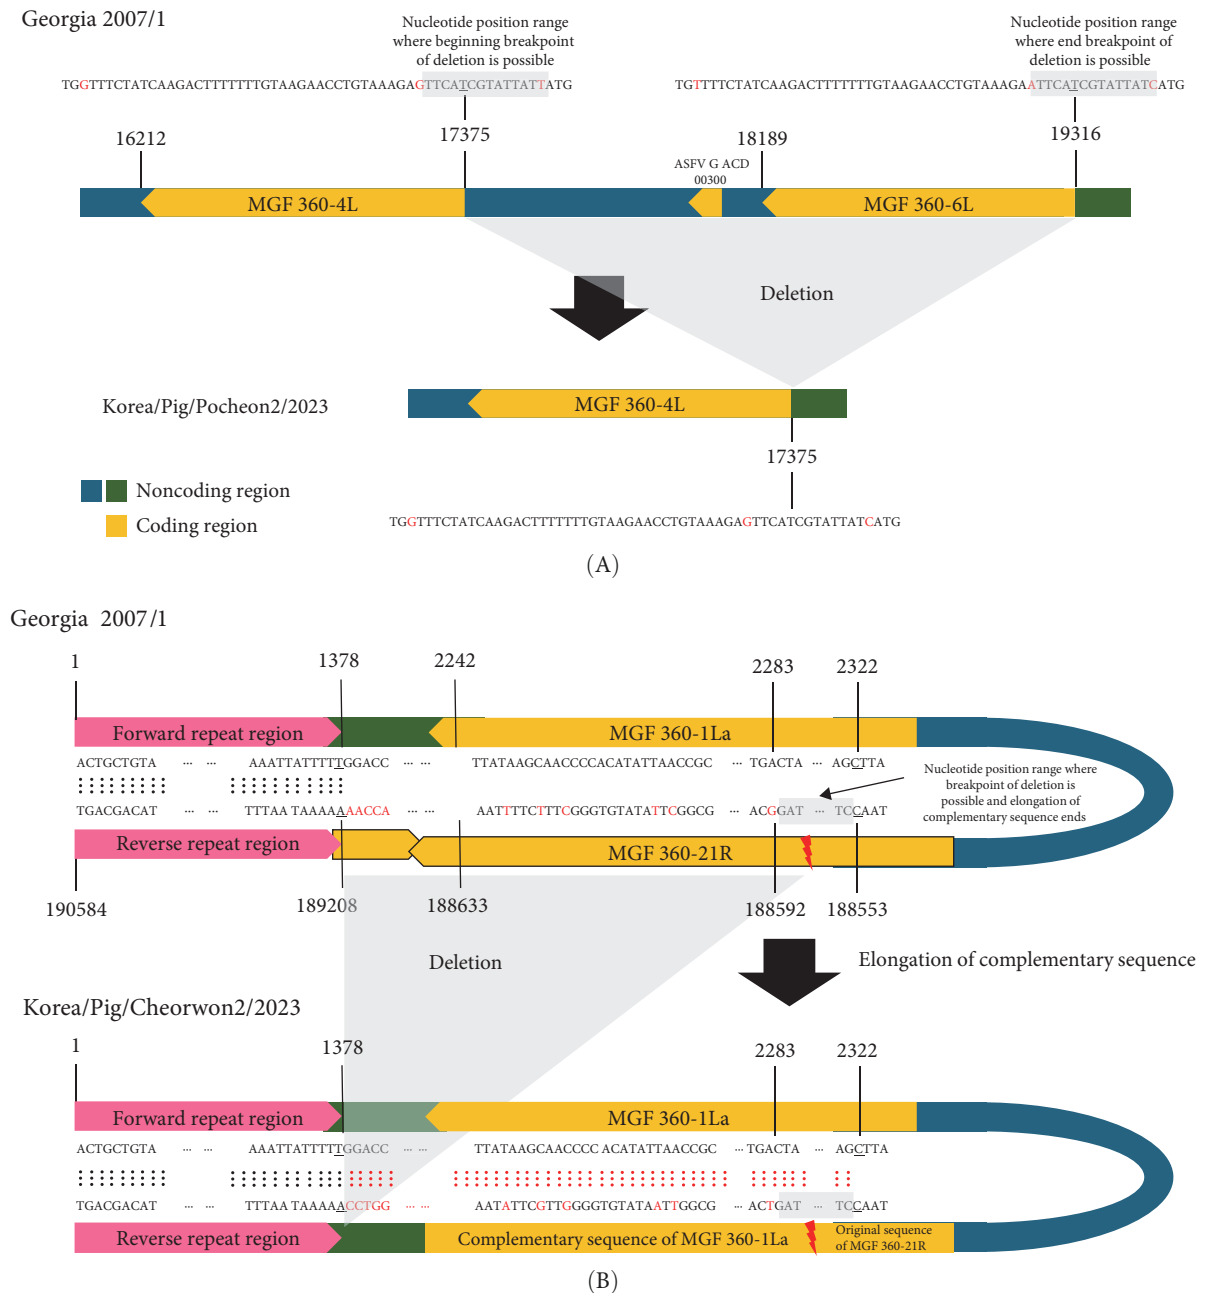 Georgia 2007/1
Nucleotide position range
where beginning breakpoint
of deletion is possible
Nucleotide position range
where end breakpoint of
deletion is possible
TGGTTTCTATCAAGACTTTTTTTGTAAGAACCTGTAAAGAGTTCATCGTATTATTATG
TGTTTTCTATCAAGACTTTTTTTGTAAGAACCTGTAAAGAATTCATCGTATTATCATG
16212
17375
18189
19316
ASFV G ACD
00300
MGF 360-4L
MGF 360-6L
Deletion
Korea/Pig/Pocheon2/2023
MGF 360-4L
17375
Noncoding region
Coding region
TGGTTTCTATCAAGACTTTTTTTGTAAGAACCTGTAAAGAGTTCATCGTATTATCATG
(A)
Georgia 2007/1
1 1378 2242 2283 2322
Forward repeat region MGF 360-1La
ACTGCTGTA ... ... AAATTATTTTTGGACC ... ... TTATAAGCAACCCCACATATTAACCGC ... TGACTA ... AGCTTA
Nucleotide position range where
breakpoint of deletion is
possible and elongation of
complementary sequence ends
TGACGACAT ... ... TTTAA TAAAAAAACCA ... ... AATTTTCTTTCGGGTGTATATTCGGCG ... ACGGAT ... TCCAAT
Reverse repeat region MGF 360-21R
190584 189208 188633 188592 188553
Deletion
Elongation of complementary sequence
Korea/Pig/Cheorwon2/2023
1 1378 2283 2322
Forward repeat region MGF 360-1La
ACTGCTGTA ... ... AAATTATTTTTGGACC ... ... TTATAAGCAACCCC ACATATTAACCGC ... TGACTA ... AGCTTA
TGACGACAT ... ... TTTAA TAAAAACCTGG ... ... AATATTCGTTGGGGTGTATAATTGGCG ... ACTGAT ... TCCAAT
Reverse repeat region Complementary sequence of MGF 360-1La
Original sequence
of MGF 360-21R
(B)